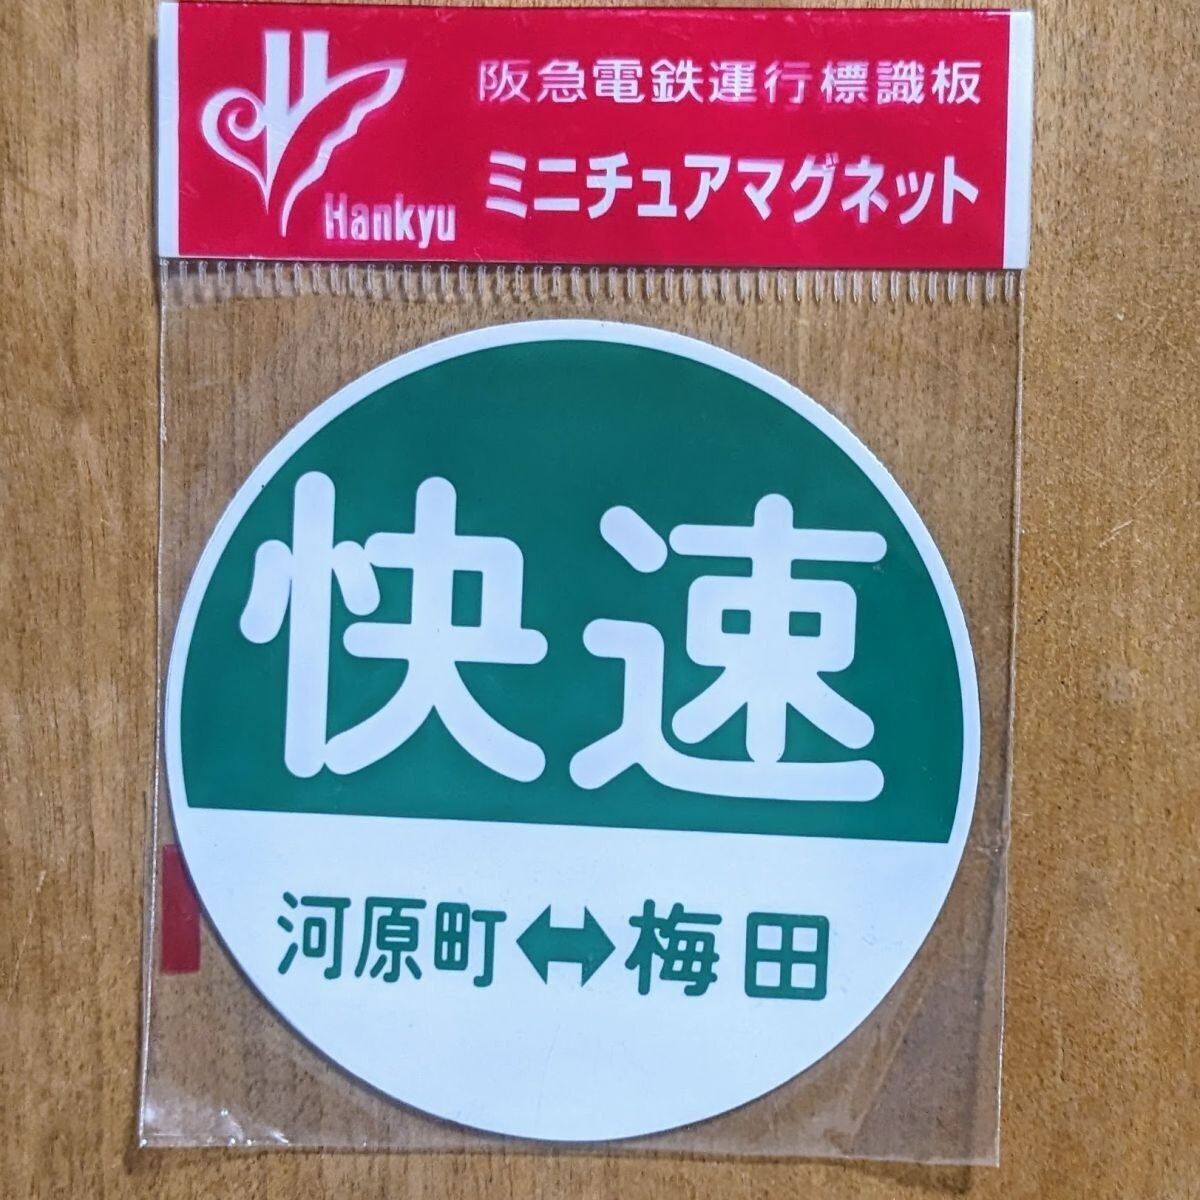 阪急電鉄運行標識板
ミニチュアマグネット
Hankyu
快速
河原町↔梅田